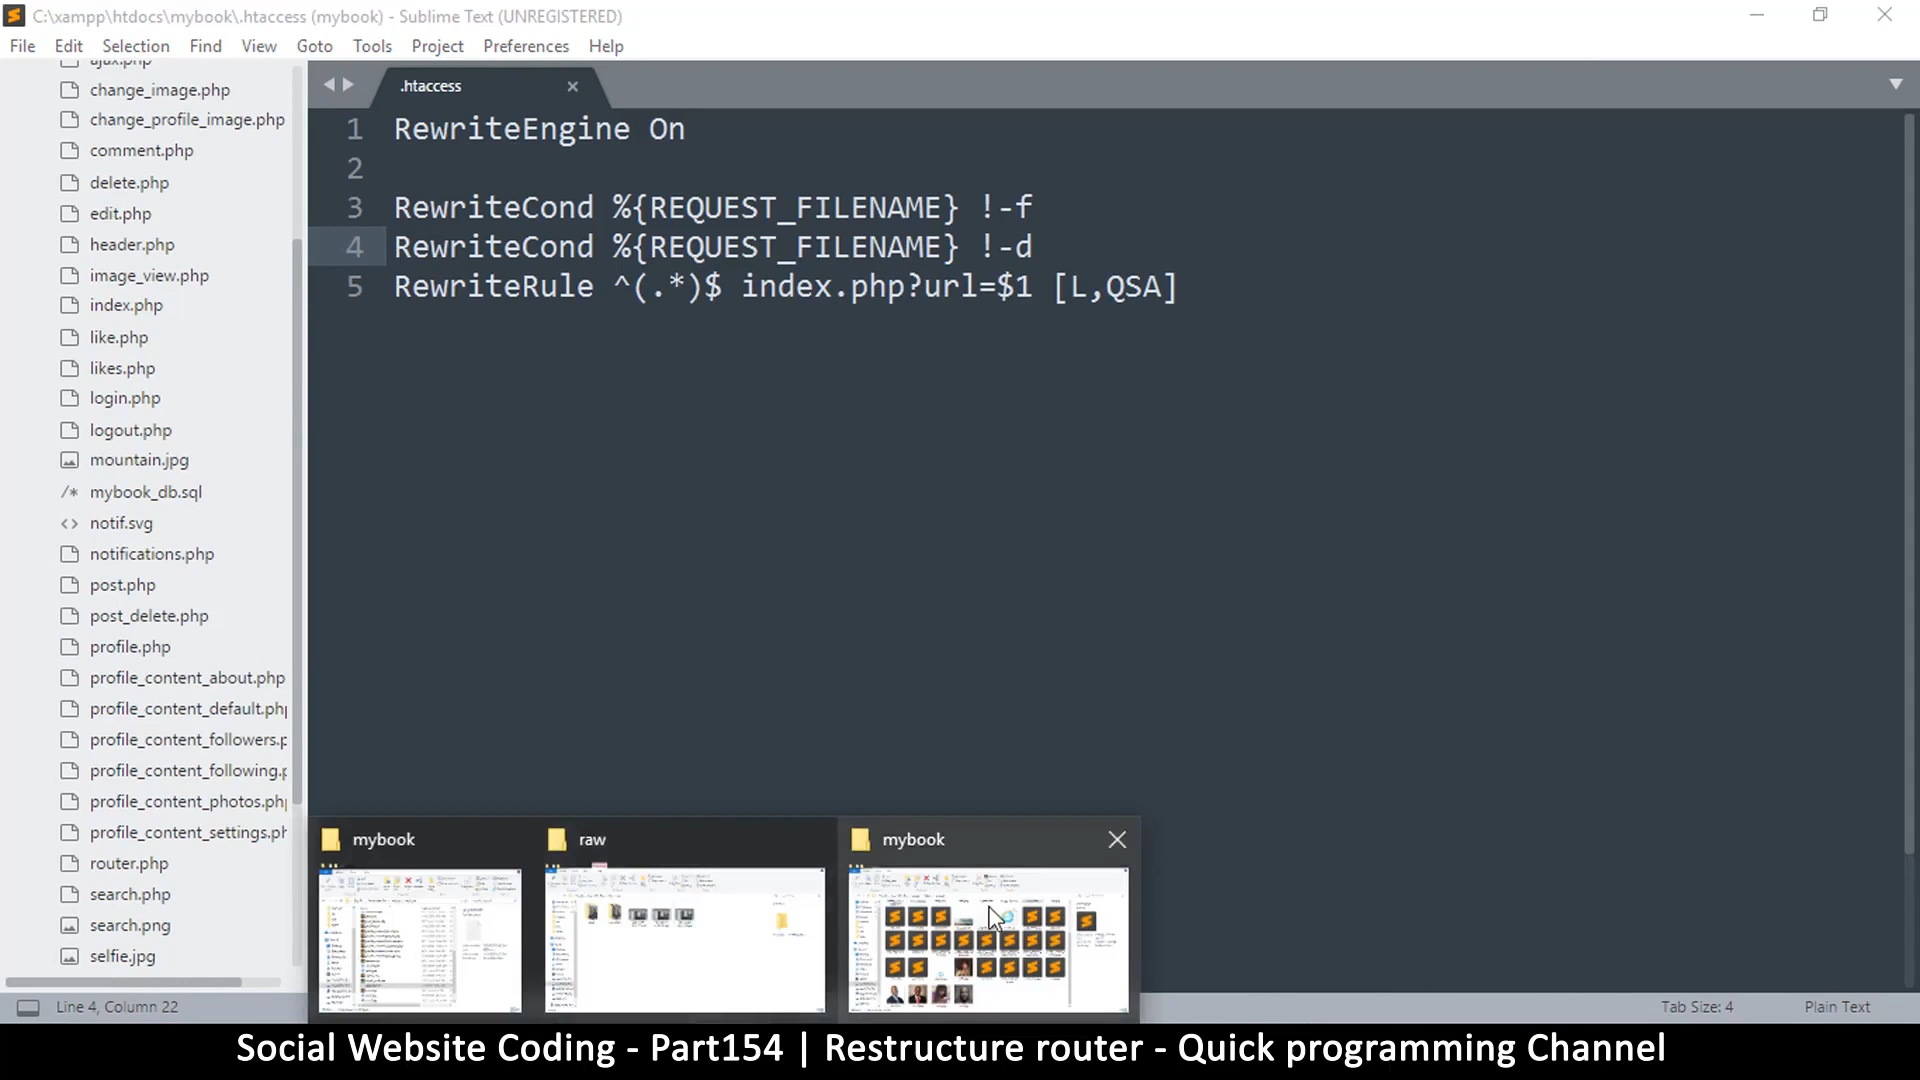 C:\xampp\htdocs\mybook\.htaccess (mybook) - Sublime Text (UNREGISTERED)
File Edit Selection Find View Goto Tools Project Preferences Help
ajax.php
change_image.php
change_profile_image.php
comment.php
delete.php
edit.php
header.php
image_view.php
index.php
like.php
likes.php
login.php
logout.php
mountain.jpg
/* mybook_db.sql
<> notif.svg
notifications.php
post.php
post_delete.php
profile.php
profile_content_about.php
profile_content_default.php
profile_content_followers.p
profile_content_following.p
profile_content_photos.php
profile_content_settings.ph
router.php
search.php
search.png
selfie.jpg
.htaccess
1 RewriteEngine On
2
3 RewriteCond %{REQUEST_FILENAME} !-f
4 RewriteCond %{REQUEST_FILENAME} !-d
5 RewriteRule ^(.*)$ index.php?url=$1 [L,QSA]
mybook raw mybook
Line 4, Column 22 Tab Size: 4 Plain Text
Social Website Coding - Part154 | Restructure router - Quick programming Channel